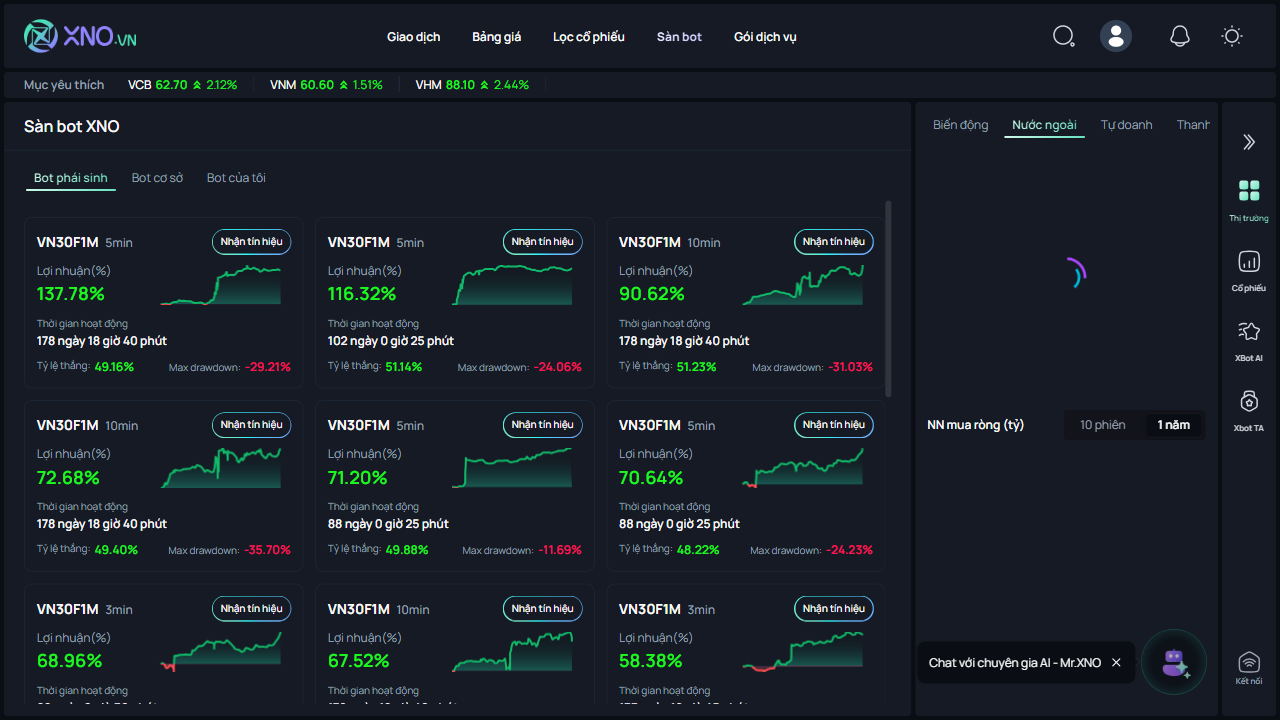 XNO.VN
Giao dịch Bảng giá Lọc cổ phiếu Sàn bot Gói dịch vụ
Mục yêu thích VCB 62.70 2.12% VNM 60.60 1.51% VHM 88.10 2.44%
Sàn bot XNO
Bot phái sinh Bot cơ sở Bot của tôi
VN30F1M 5min Nhận tín hiệu
Lợi nhuận(%)
137.78%
Thời gian hoạt động
178 ngày 18 giờ 40 phút
Tỷ lệ thắng: 49.16% Max drawdown: -29.21%
VN30F1M 5min Nhận tín hiệu
Lợi nhuận(%)
116.32%
Thời gian hoạt động
102 ngày 0 giờ 25 phút
Tỷ lệ thắng: 51.14% Max drawdown: -24.06%
VN30F1M 10min Nhận tín hiệu
Lợi nhuận(%)
90.62%
Thời gian hoạt động
178 ngày 18 giờ 40 phút
Tỷ lệ thắng: 51.23% Max drawdown: -31.03%
VN30F1M 10min Nhận tín hiệu
Lợi nhuận(%)
72.68%
Thời gian hoạt động
178 ngày 18 giờ 40 phút
Tỷ lệ thắng: 49.40% Max drawdown: -35.70%
VN30F1M 5min Nhận tín hiệu
Lợi nhuận(%)
71.20%
Thời gian hoạt động
88 ngày 0 giờ 25 phút
Tỷ lệ thắng: 49.88% Max drawdown: -11.69%
VN30F1M 5min Nhận tín hiệu
Lợi nhuận(%)
70.64%
Thời gian hoạt động
88 ngày 0 giờ 25 phút
Tỷ lệ thắng: 48.22% Max drawdown: -24.23%
VN30F1M 3min Nhận tín hiệu
Lợi nhuận(%)
68.96%
Thời gian hoạt động
VN30F1M 10min Nhận tín hiệu
Lợi nhuận(%)
67.52%
Thời gian hoạt động
VN30F1M 3min Nhận tín hiệu
Lợi nhuận(%)
58.38%
Thời gian hoạt động
Biến động Nước ngoài Tự doanh Thanh
NN mua ròng (tỷ) 10 phiên 1 năm
Chat với chuyên gia AI - Mr.XNO
Thị trường
Cổ phiếu
XBot AI
Xbot TA
Kết nối